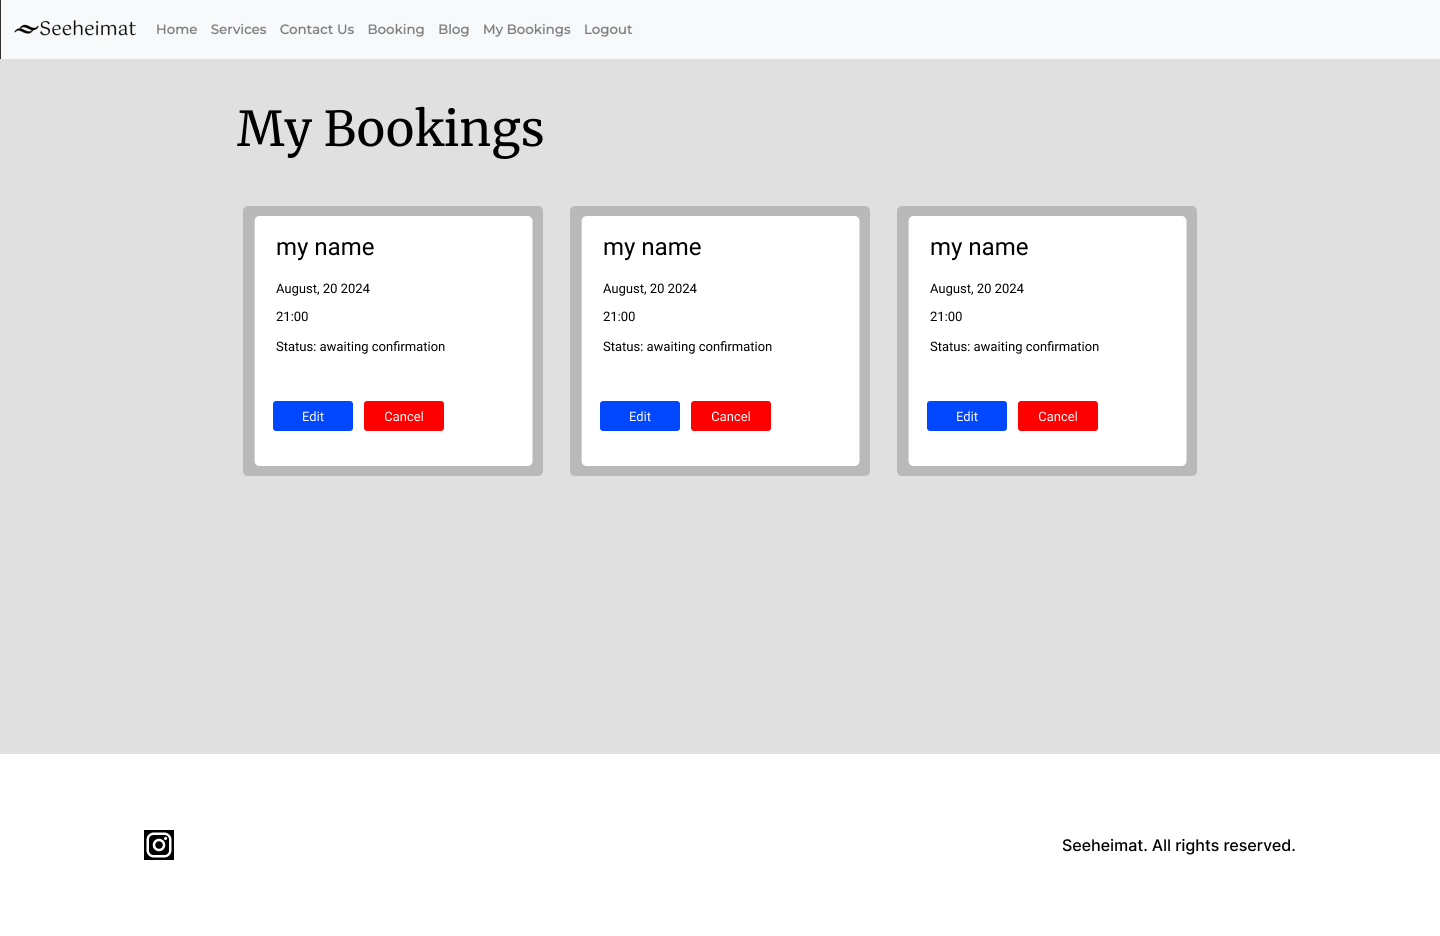 Seeheimat Home Services Contact Us Booking Blog My Bookings Logout
My Bookings
my name
August, 20 2024
21:00
Status: awaiting confirmation
Edit Cancel
my name
August, 20 2024
21:00
Status: awaiting confirmation
Edit Cancel
my name
August, 20 2024
21:00
Status: awaiting confirmation
Edit Cancel
Seeheimat. All rights reserved.